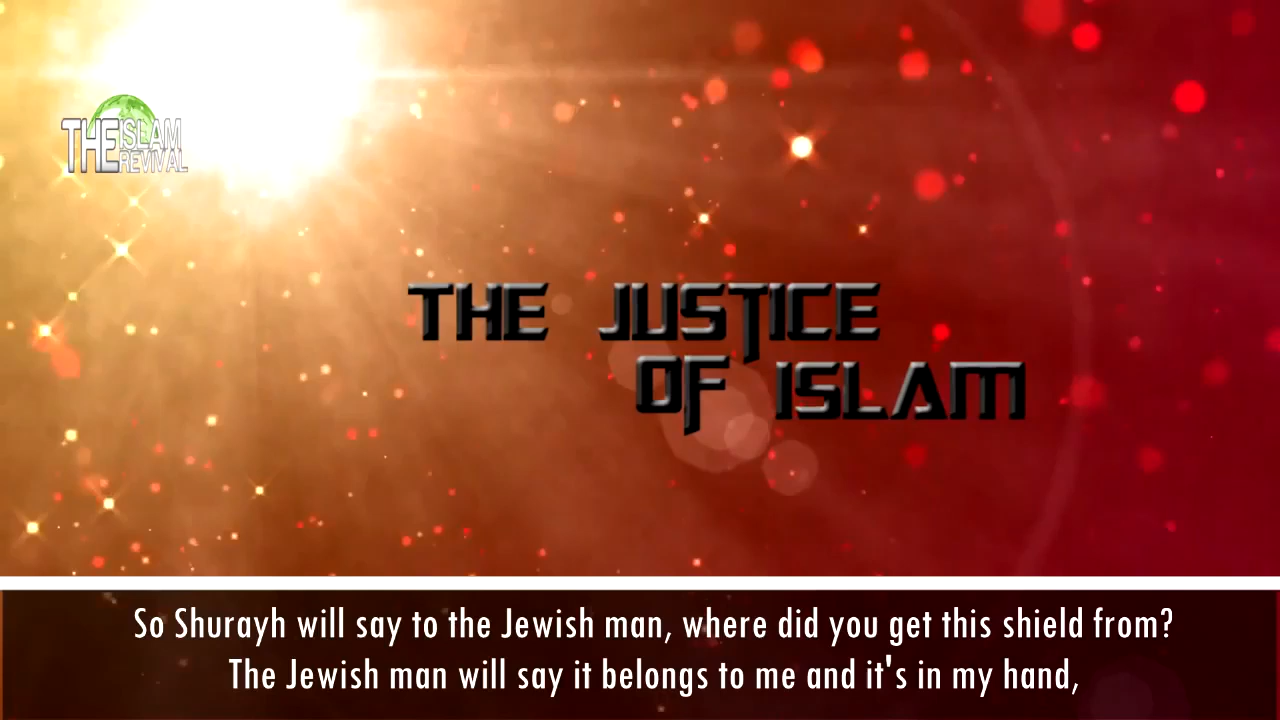 THE ISLAM
REVIVAL
THE JUSTICE
OF ISLAM
So Shurayh will say to the Jewish man, where did you get this shield from?
The Jewish man will say it belongs to me and it's in my hand,